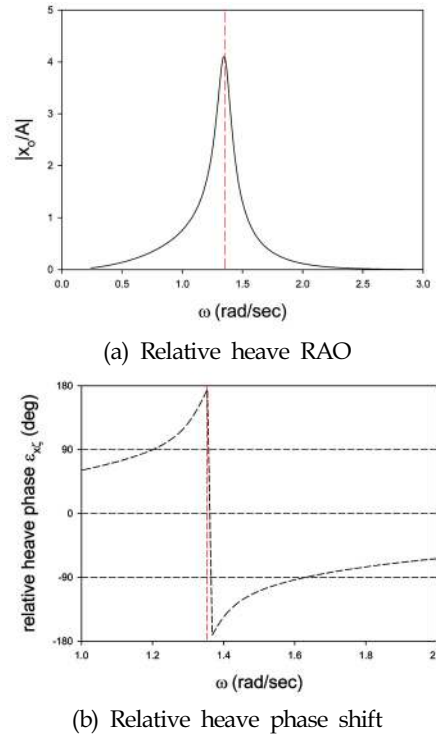 5
4
3
2
1
0
|x₀/A|
0.0 0.5 1.0 1.5 2.0 2.5 3.0
ω (rad/sec)
(a) Relative heave RAO
180
90
0
-90
-180
relative heave phase ε_xζ (deg)
1.0 1.2 1.4 1.6 1.8 2
ω (rad/sec)
(b) Relative heave phase shift